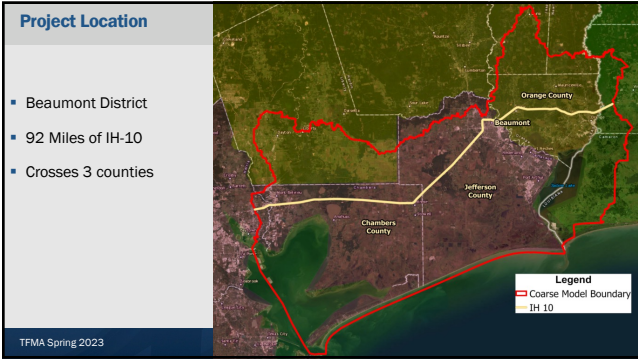 Project Location
Beaumont District
92 Miles of IH-10
Crosses 3 counties
Orange County
Beaumont
Jefferson
County
Chambers
County
Legend
Coarse Model Boundary
IH 10
TFMA Spring 2023